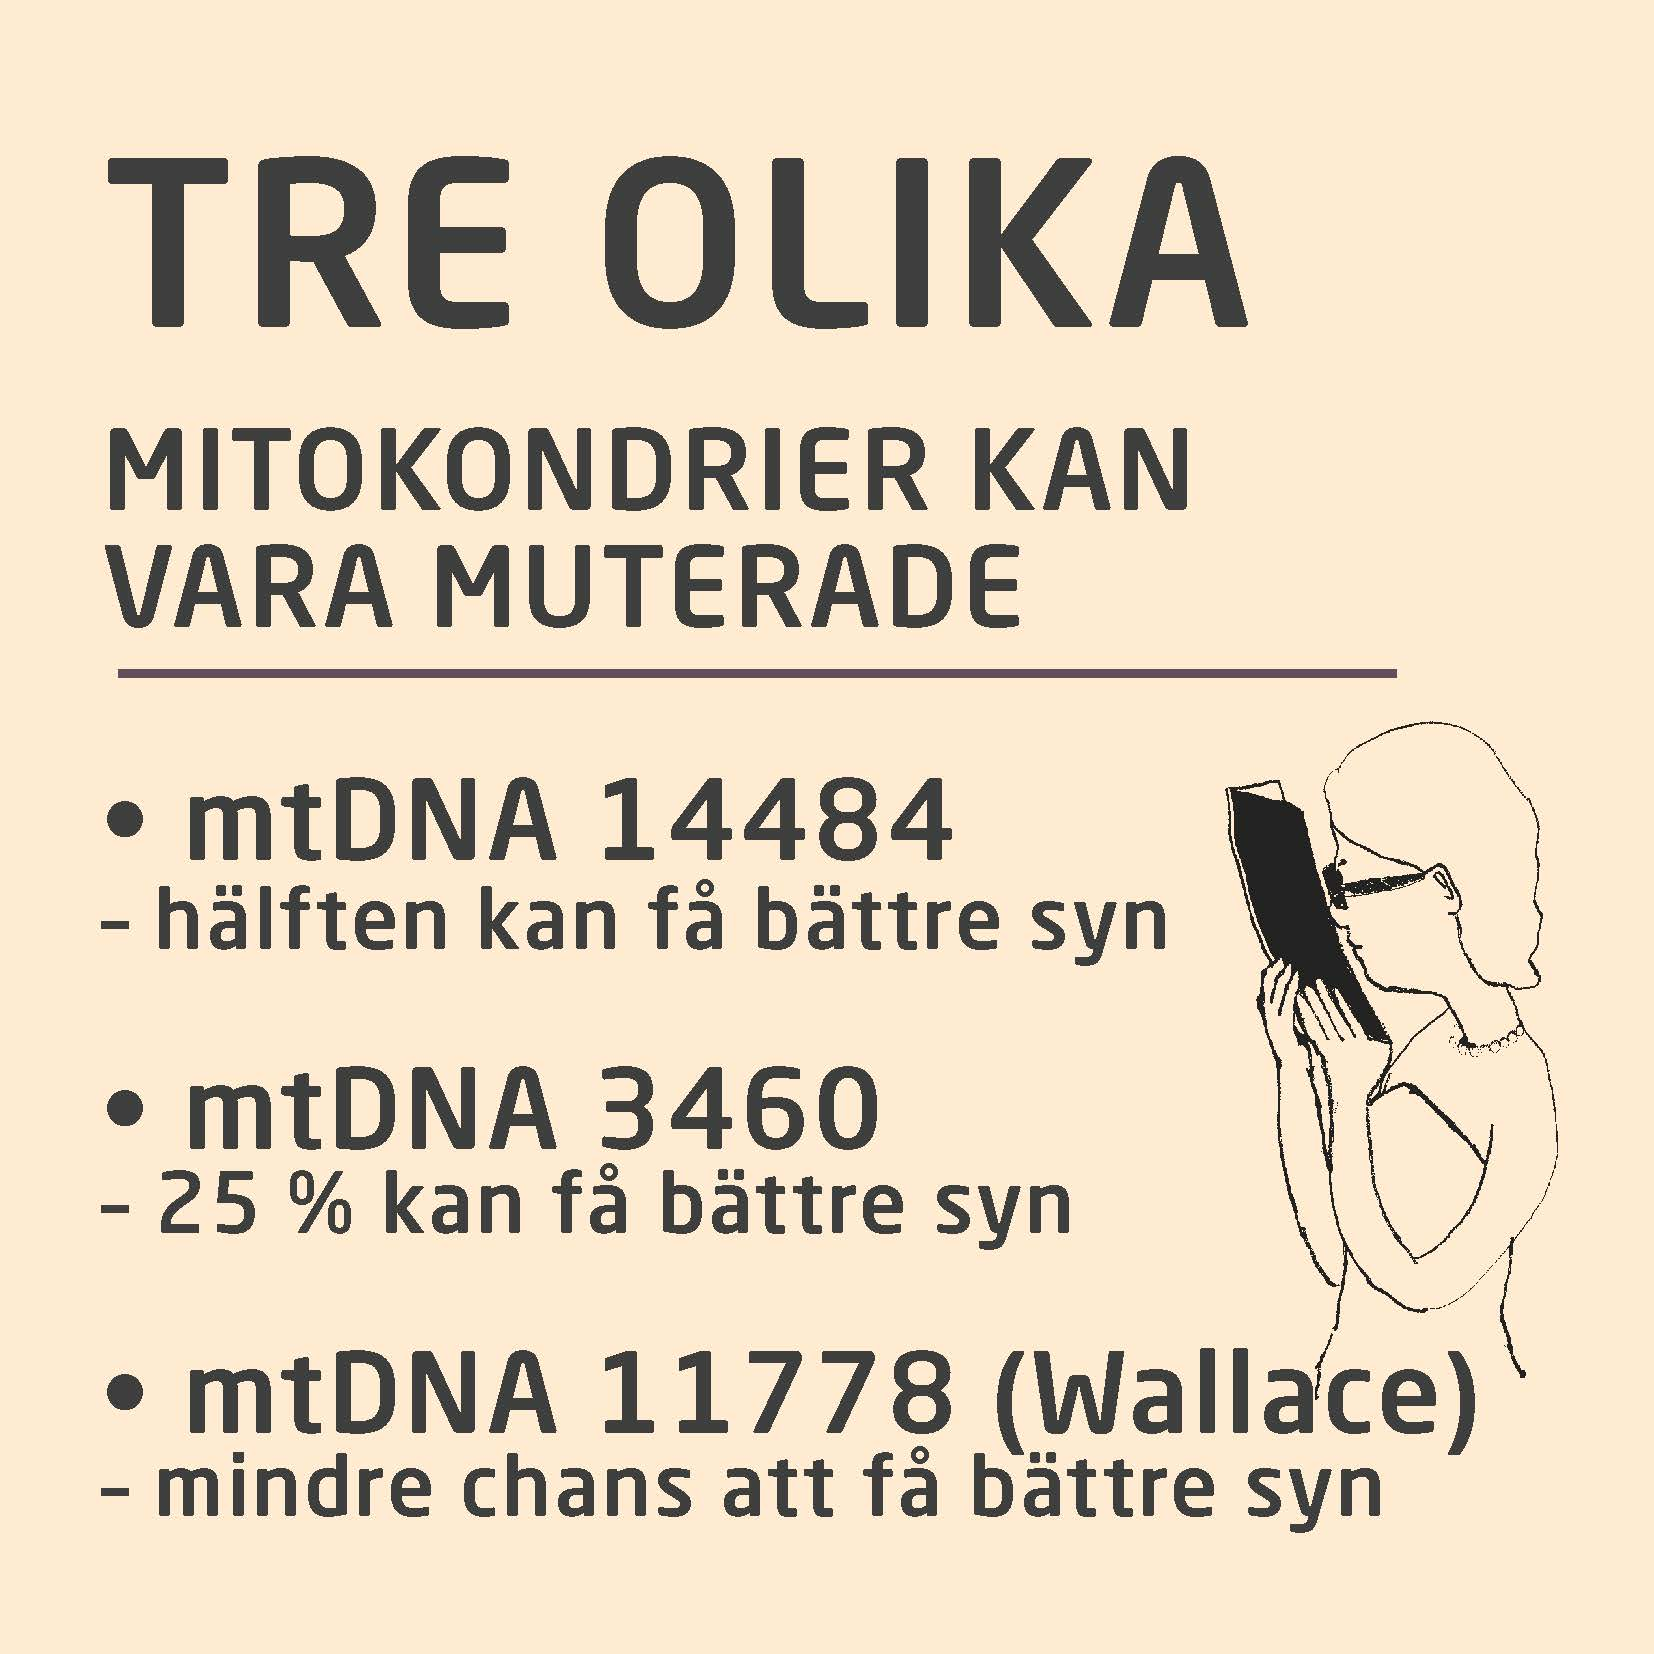 TRE OLIKA
MITOKONDRIER KAN
VARA MUTERADE
• mtDNA 14484
– hälften kan få bättre syn
• mtDNA 3460
– 25 % kan få bättre syn
• mtDNA 11778 (Wallace)
– mindre chans att få bättre syn